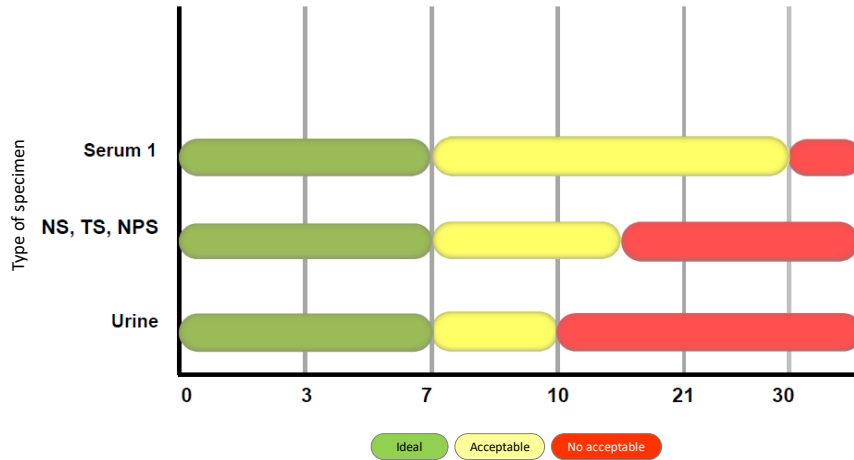 Type of specimen
Serum 1
NS, TS, NPS
Urine
0 3 7 10 21 30
Ideal Acceptable No acceptable